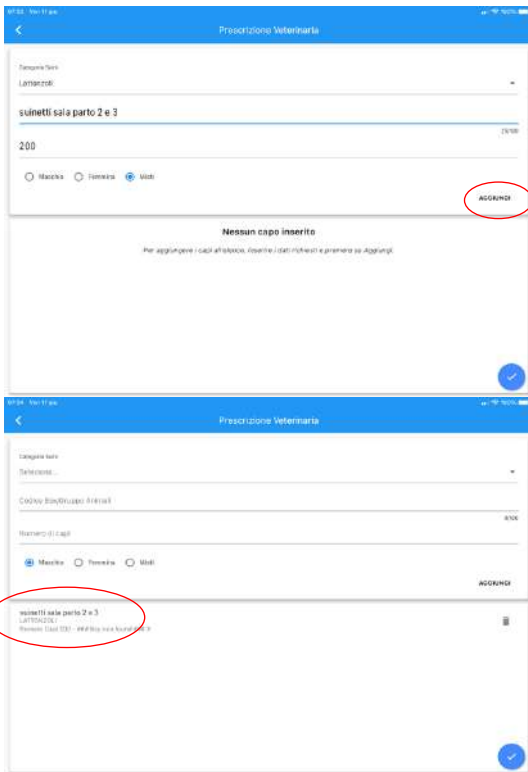 Prescrizione Veterinaria
Categoria Suini
Lattonzoli
suinetti sala parto 2 e 3
200
Maschio Femmina Misti
AGGIUNGI
Nessun capo inserito
Per aggiungere i capi all'elenco, inserire i dati richiesti e premere su Aggiungi.
Prescrizione Veterinaria
Categoria Suini
Seleziona...
Codice Box/Gruppo Animali
0/100
Numero di capi
Maschio Femmina Misti
AGGIUNGI
suinetti sala parto 2 e 3
LATTONZOLI